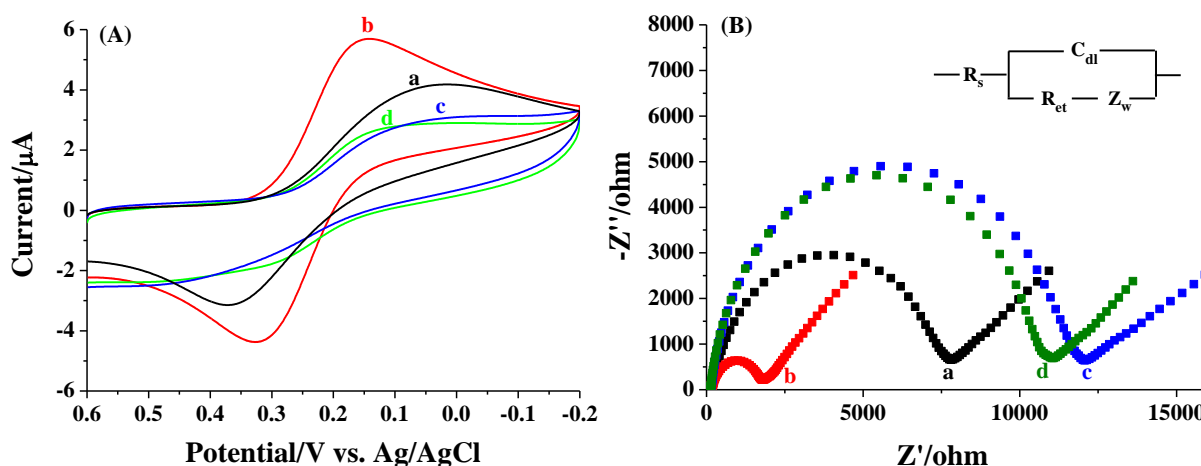 (A)
b
a
c
d
6
4
2
0
-2
-4
-6
0.6 0.5 0.4 0.3 0.2 0.1 0.0 -0.1 -0.2
Current/μA
Potential/V vs. Ag/AgCl
(B)
8000
7000
6000
5000
4000
3000
2000
1000
0
0 5000 10000 15000
-Z''/ohm
Z'/ohm
C_dl
R_s
R_et Z_w
b
a
d
c